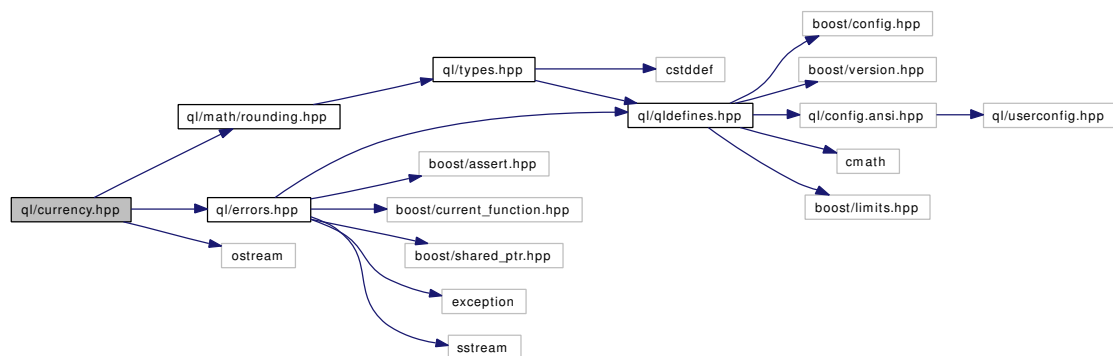 boost/config.hpp
ql/types.hpp
cstddef
boost/version.hpp
ql/math/rounding.hpp
ql/qldefines.hpp
ql/config.ansi.hpp
ql/userconfig.hpp
boost/assert.hpp
cmath
ql/currency.hpp
ql/errors.hpp
boost/current_function.hpp
boost/limits.hpp
ostream
boost/shared_ptr.hpp
exception
sstream